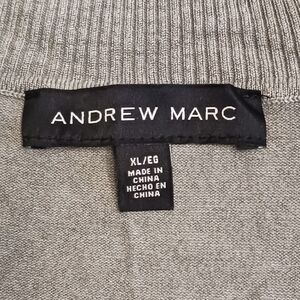 ANDREW MARC
XL/EG
MADE IN
CHINA
HECHO EN
CHINA